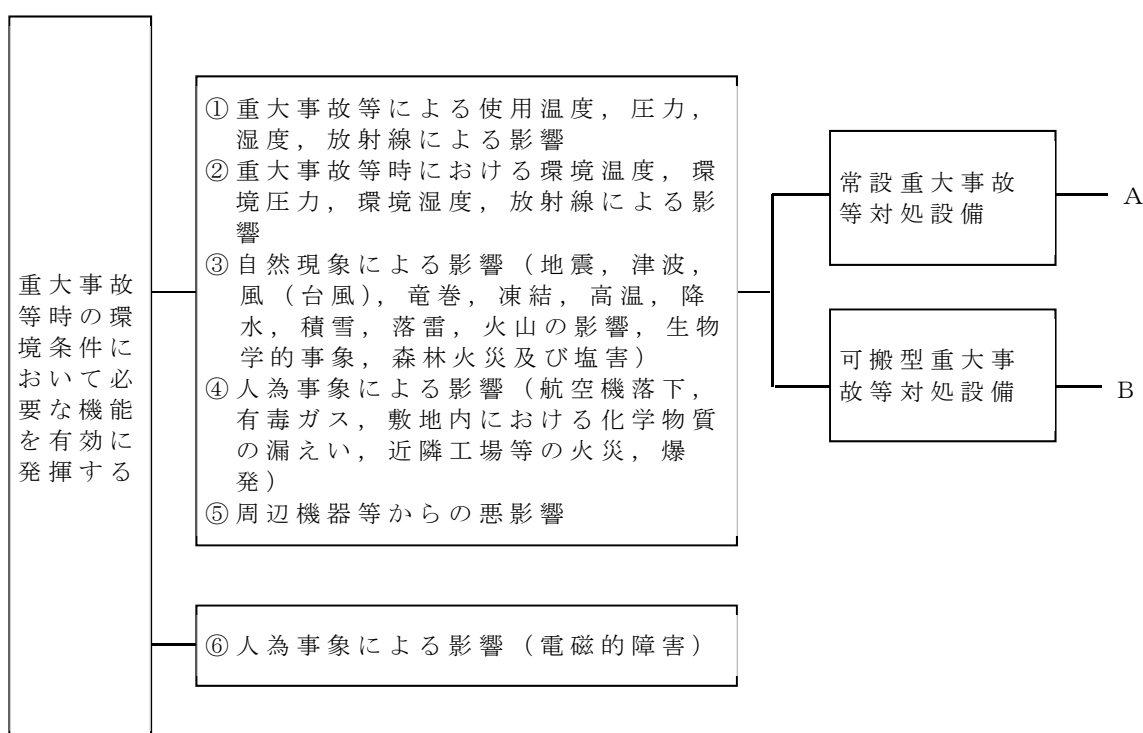 重大事故
等時の環
境条件に
おいて必
要な機能
を有効に
発揮する
①重大事故等による使用温度，圧力，
湿度，放射線による影響
②重大事故等時における環境温度，環
境圧力，環境湿度，放射線による影
響
③自然現象による影響（地震，津波，
風（台風），竜巻，凍結，高温，降
水，積雪，落雷，火山の影響，生物
学的事象，森林火災及び塩害）
④人為事象による影響（航空機落下，
有毒ガス，敷地内における化学物質
の漏えい，近隣工場等の火災，爆
発）
⑤周辺機器等からの悪影響
⑥人為事象による影響（電磁的障害）
常設重大事故
等対処設備
A
可搬型重大事
故等対処設備
B